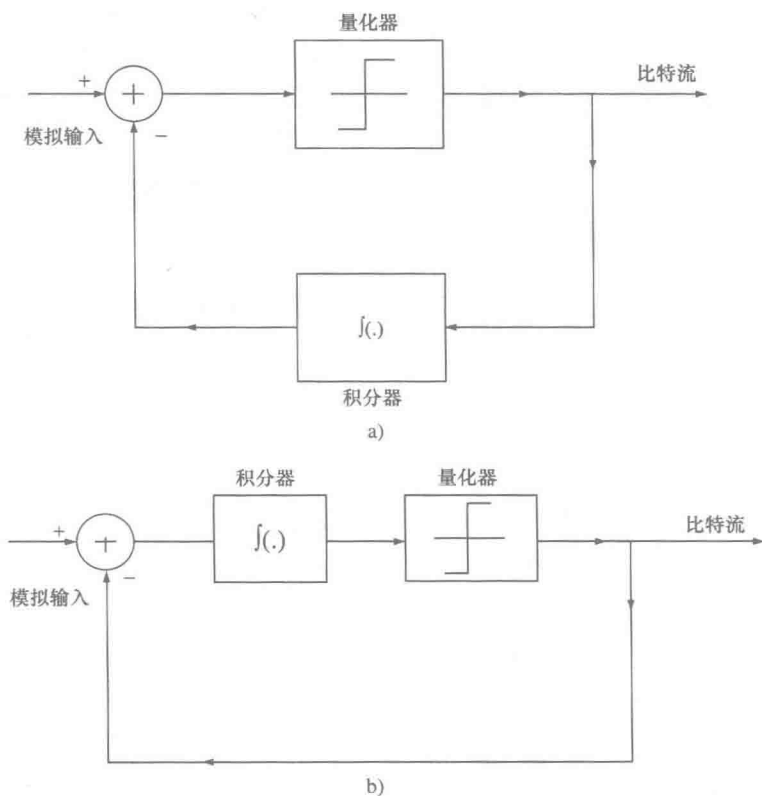 量化器
比特流
+
+
模拟输入
−
∫(.)
积分器
a)
积分器
量化器
比特流
+
∫(.)
+
模拟输入
−
b)